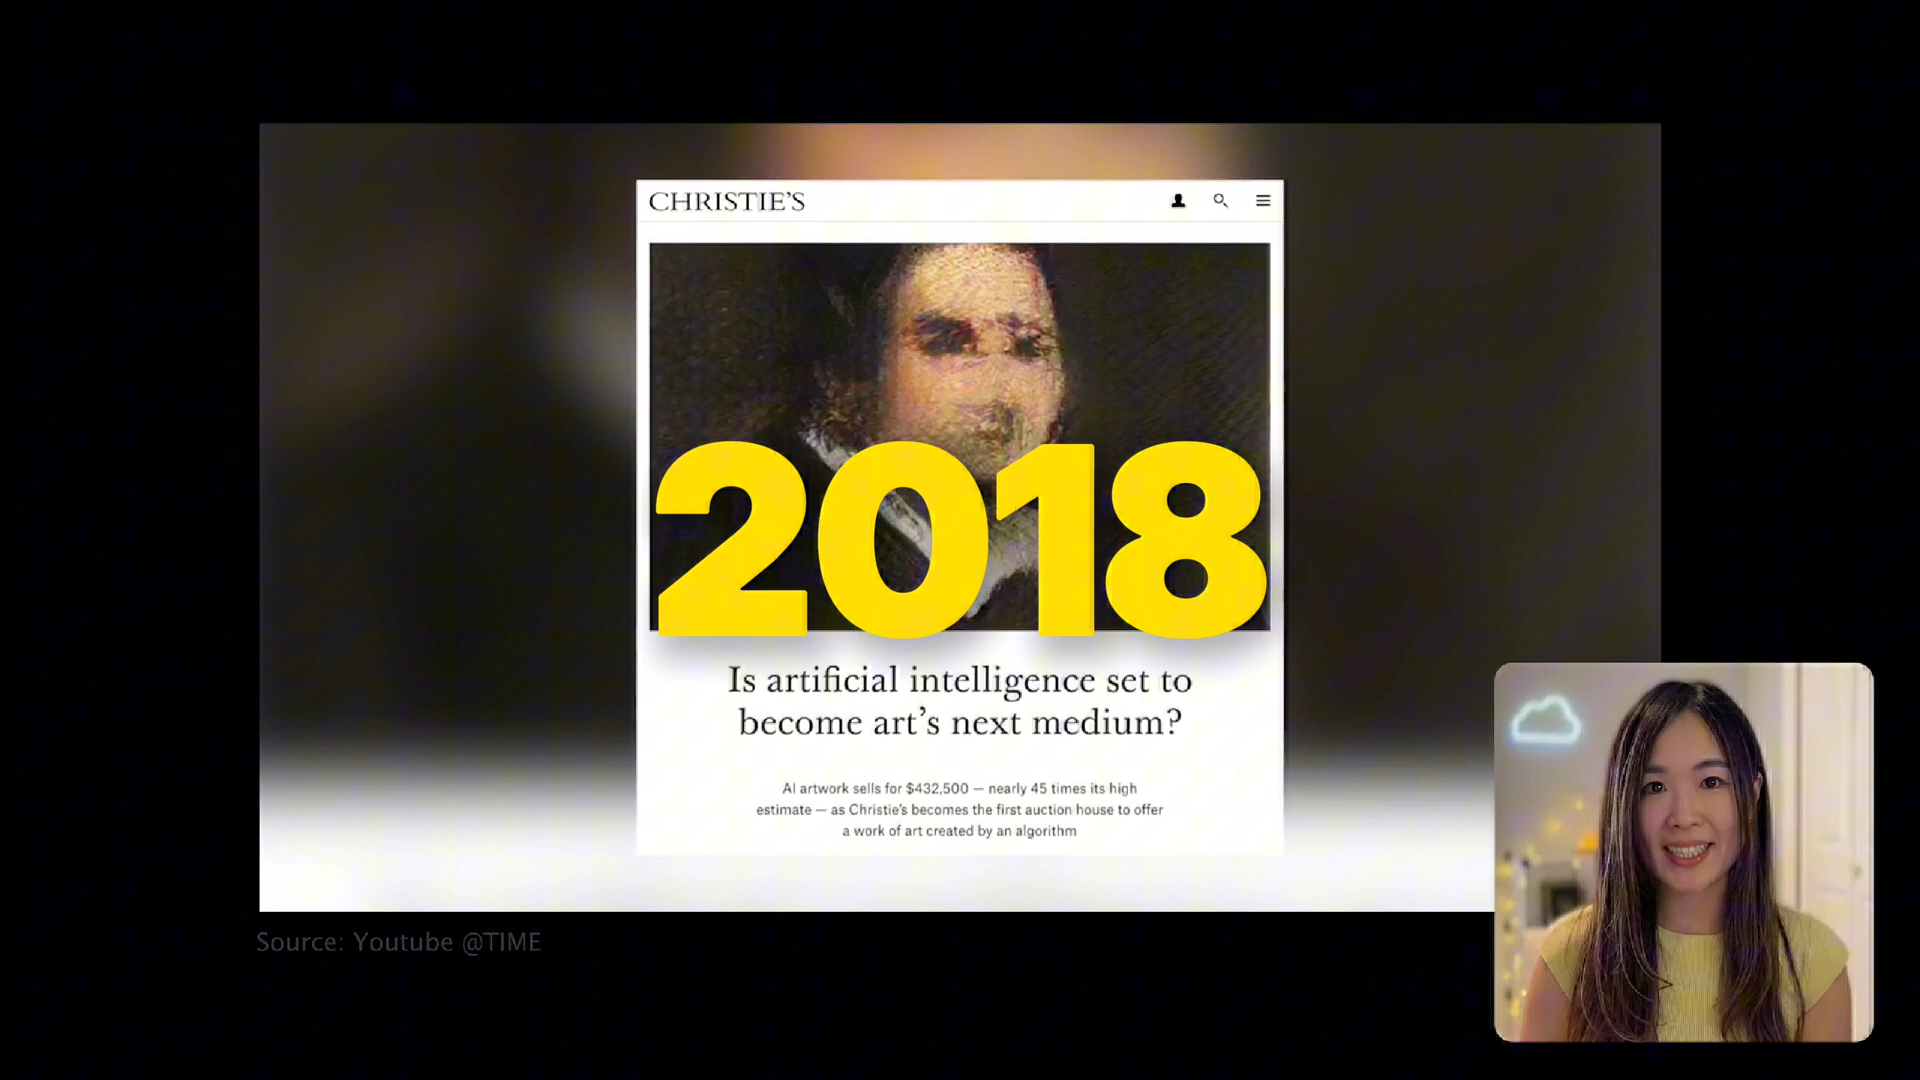 CHRISTIE'S
2018
Is artificial intelligence set to
become art's next medium?
AI artwork sells for $432,500 — nearly 45 times its high
estimate — as Christie's becomes the first auction house to offer
a work of art created by an algorithm
Source: Youtube @TIME